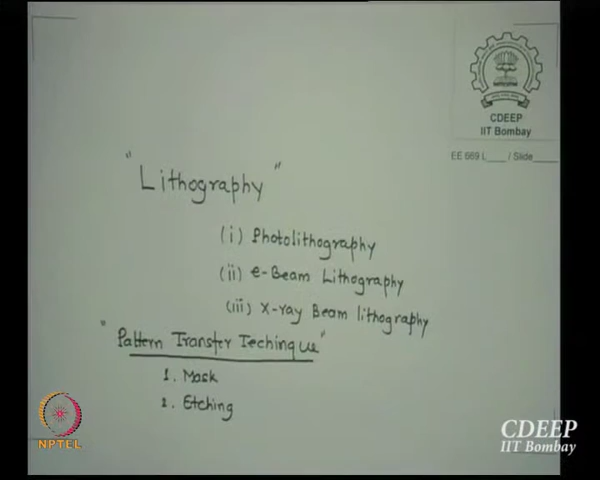 CDEEP
IIT Bombay
EE 669 L____ / Slide____
"Lithography"
(i) Photolithography
(ii) e-Beam Lithography
(iii) X-ray Beam lithography
"Pattern Transfer Techinque"
1. Mask
2. Etching
NPTEL
CDEEP
IIT Bombay